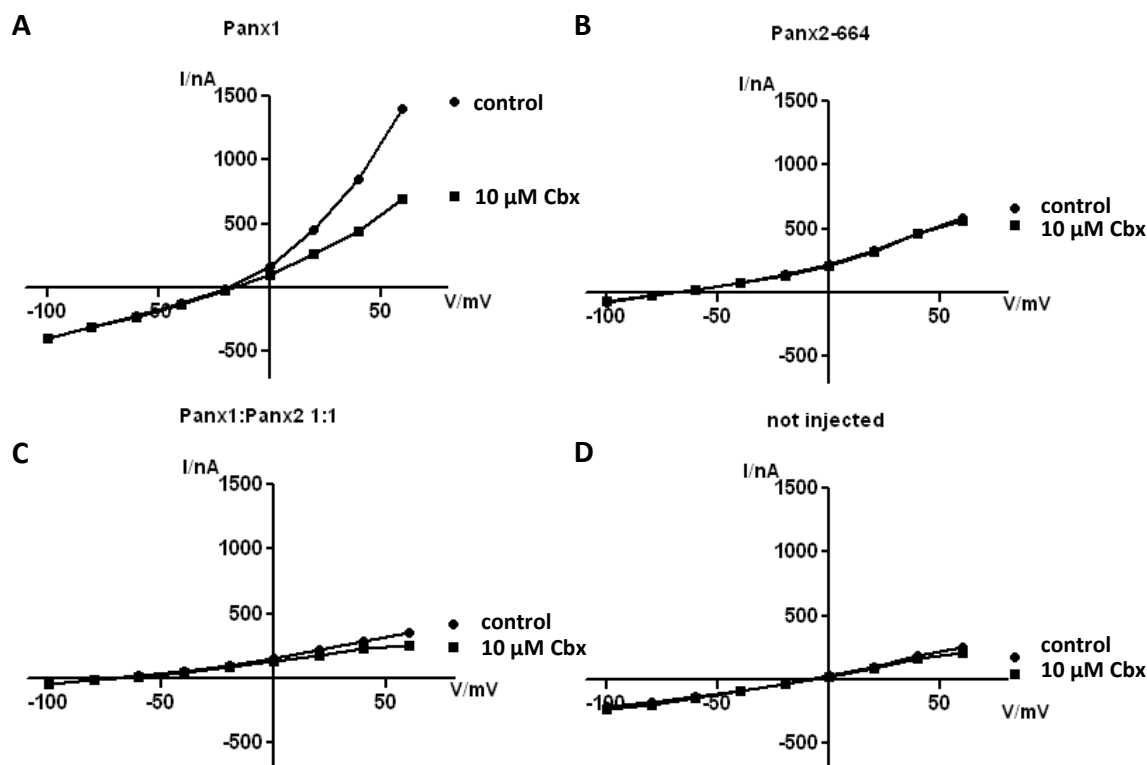 A
Panx1
I/nA
1500
1000
500
-500
-100
-50
50
V/mV
control
10 µM Cbx
B
Panx2-664
I/nA
1500
1000
500
-500
-100
-50
50
V/mV
control
10 µM Cbx
C
Panx1:Panx2 1:1
I/nA
1500
1000
500
-500
-100
-50
50
V/mV
control
10 µM Cbx
D
not injected
I/nA
1500
1000
500
-500
-100
-50
50
V/mV
control
10 µM Cbx